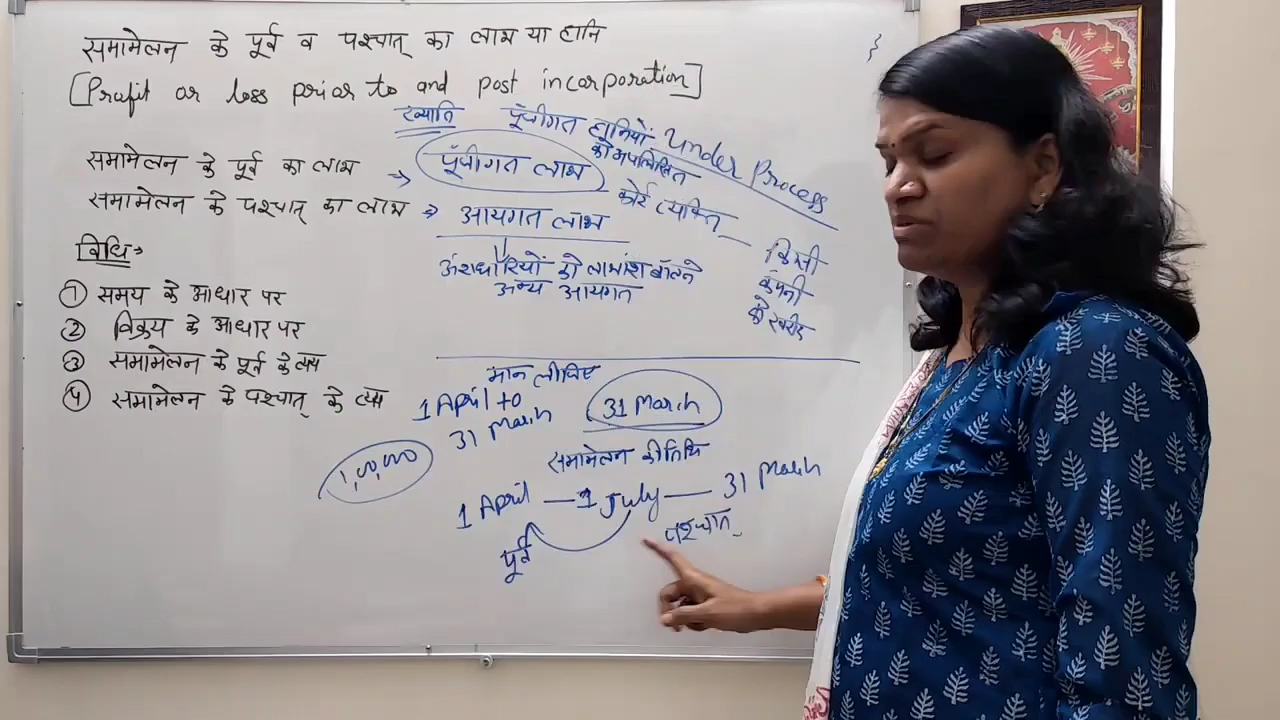 समामेलन के पूर्व व पश्चात् का लाभ या हानि
[Profit or loss prior to and post incorporation]
ख्याति
पूँजीगत हानियों
को अपलिखित
Under Process
समामेलन के पूर्व का लाभ
→ पूँजीगत लाभ
समामेलन के पश्चात् का लाभ → आयगत लाभ
कोई व्यक्ति —
किसी
कंपनी
को खरीद
अंशधारियों को लाभांश बाँटने
अन्य आयगत
विधि→
① समय के आधार पर
② विक्रय के आधार पर
③ समामेलन के पूर्व के व्यय
④ समामेलन के पश्चात् के व्यय
मान लीजिए
1 April to
31 March
31 March
1,00,000
समामेलन की तिथि
1 April — 1 July — 31 March
पूर्व
पश्चात्